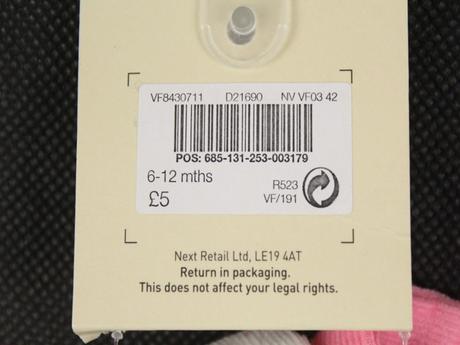 VF8430711 D21690 NV VF03 42
POS: 685-131-253-003179
6-12 mths
£5
R523
VF/191
Next Retail Ltd, LE19 4AT
Return in packaging.
This does not affect your legal rights.